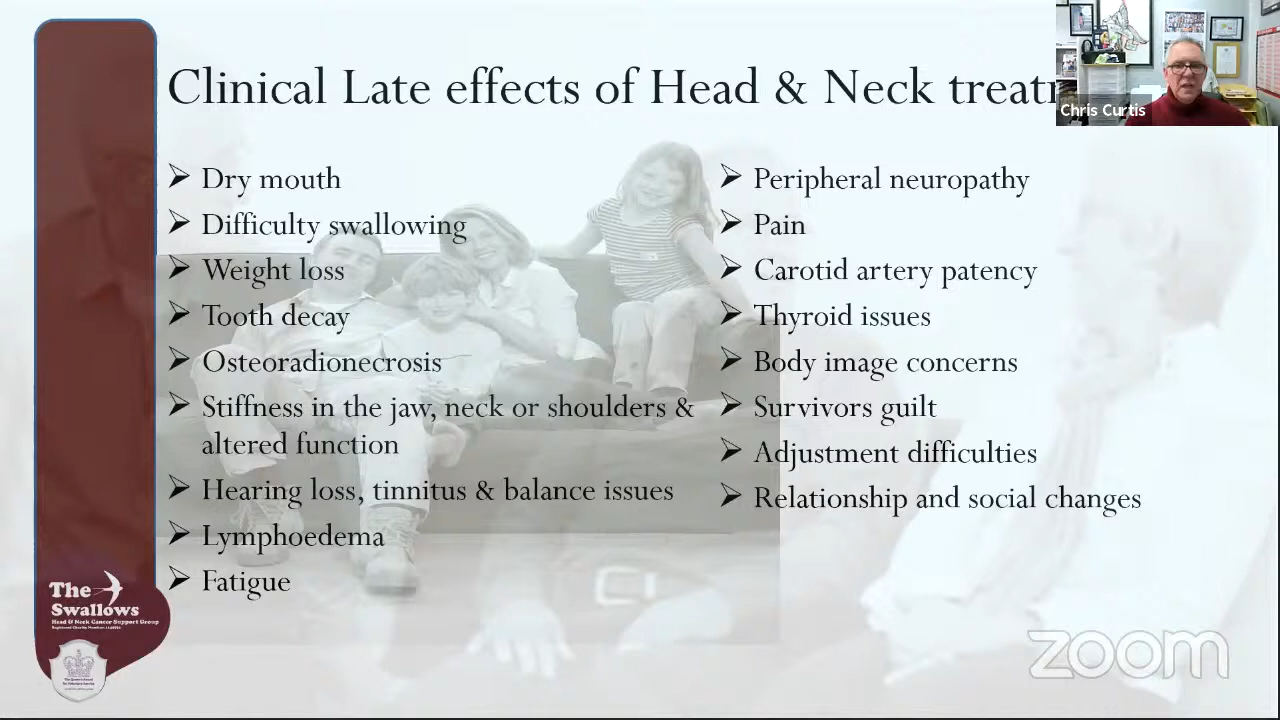 Clinical Late effects of Head & Neck treat
Chris Curtis
Dry mouth
Difficulty swallowing
Weight loss
Tooth decay
Osteoradionecrosis
Stiffness in the jaw, neck or shoulders &
altered function
Hearing loss, tinnitus & balance issues
Lymphoedema
Fatigue
Peripheral neuropathy
Pain
Carotid artery patency
Thyroid issues
Body image concerns
Survivors guilt
Adjustment difficulties
Relationship and social changes
The
Swallows
Head & Neck Cancer Support Group
zoom